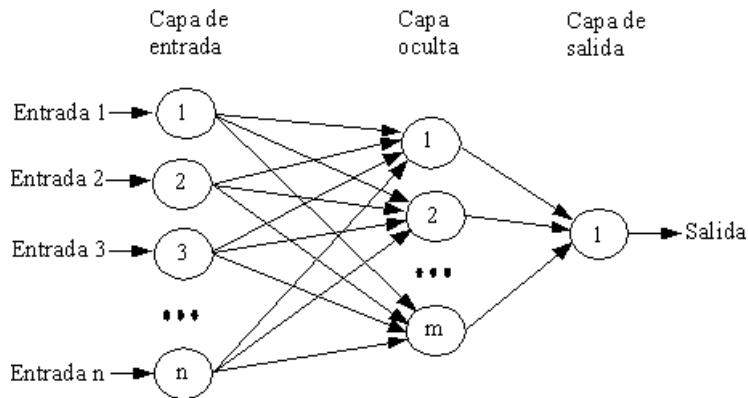 Capa de
entrada
Capa
oculta
Capa de
salida
Entrada 1
1
Entrada 2
2
Entrada 3
3
...
Entrada n
n
1
2
...
m
1
Salida